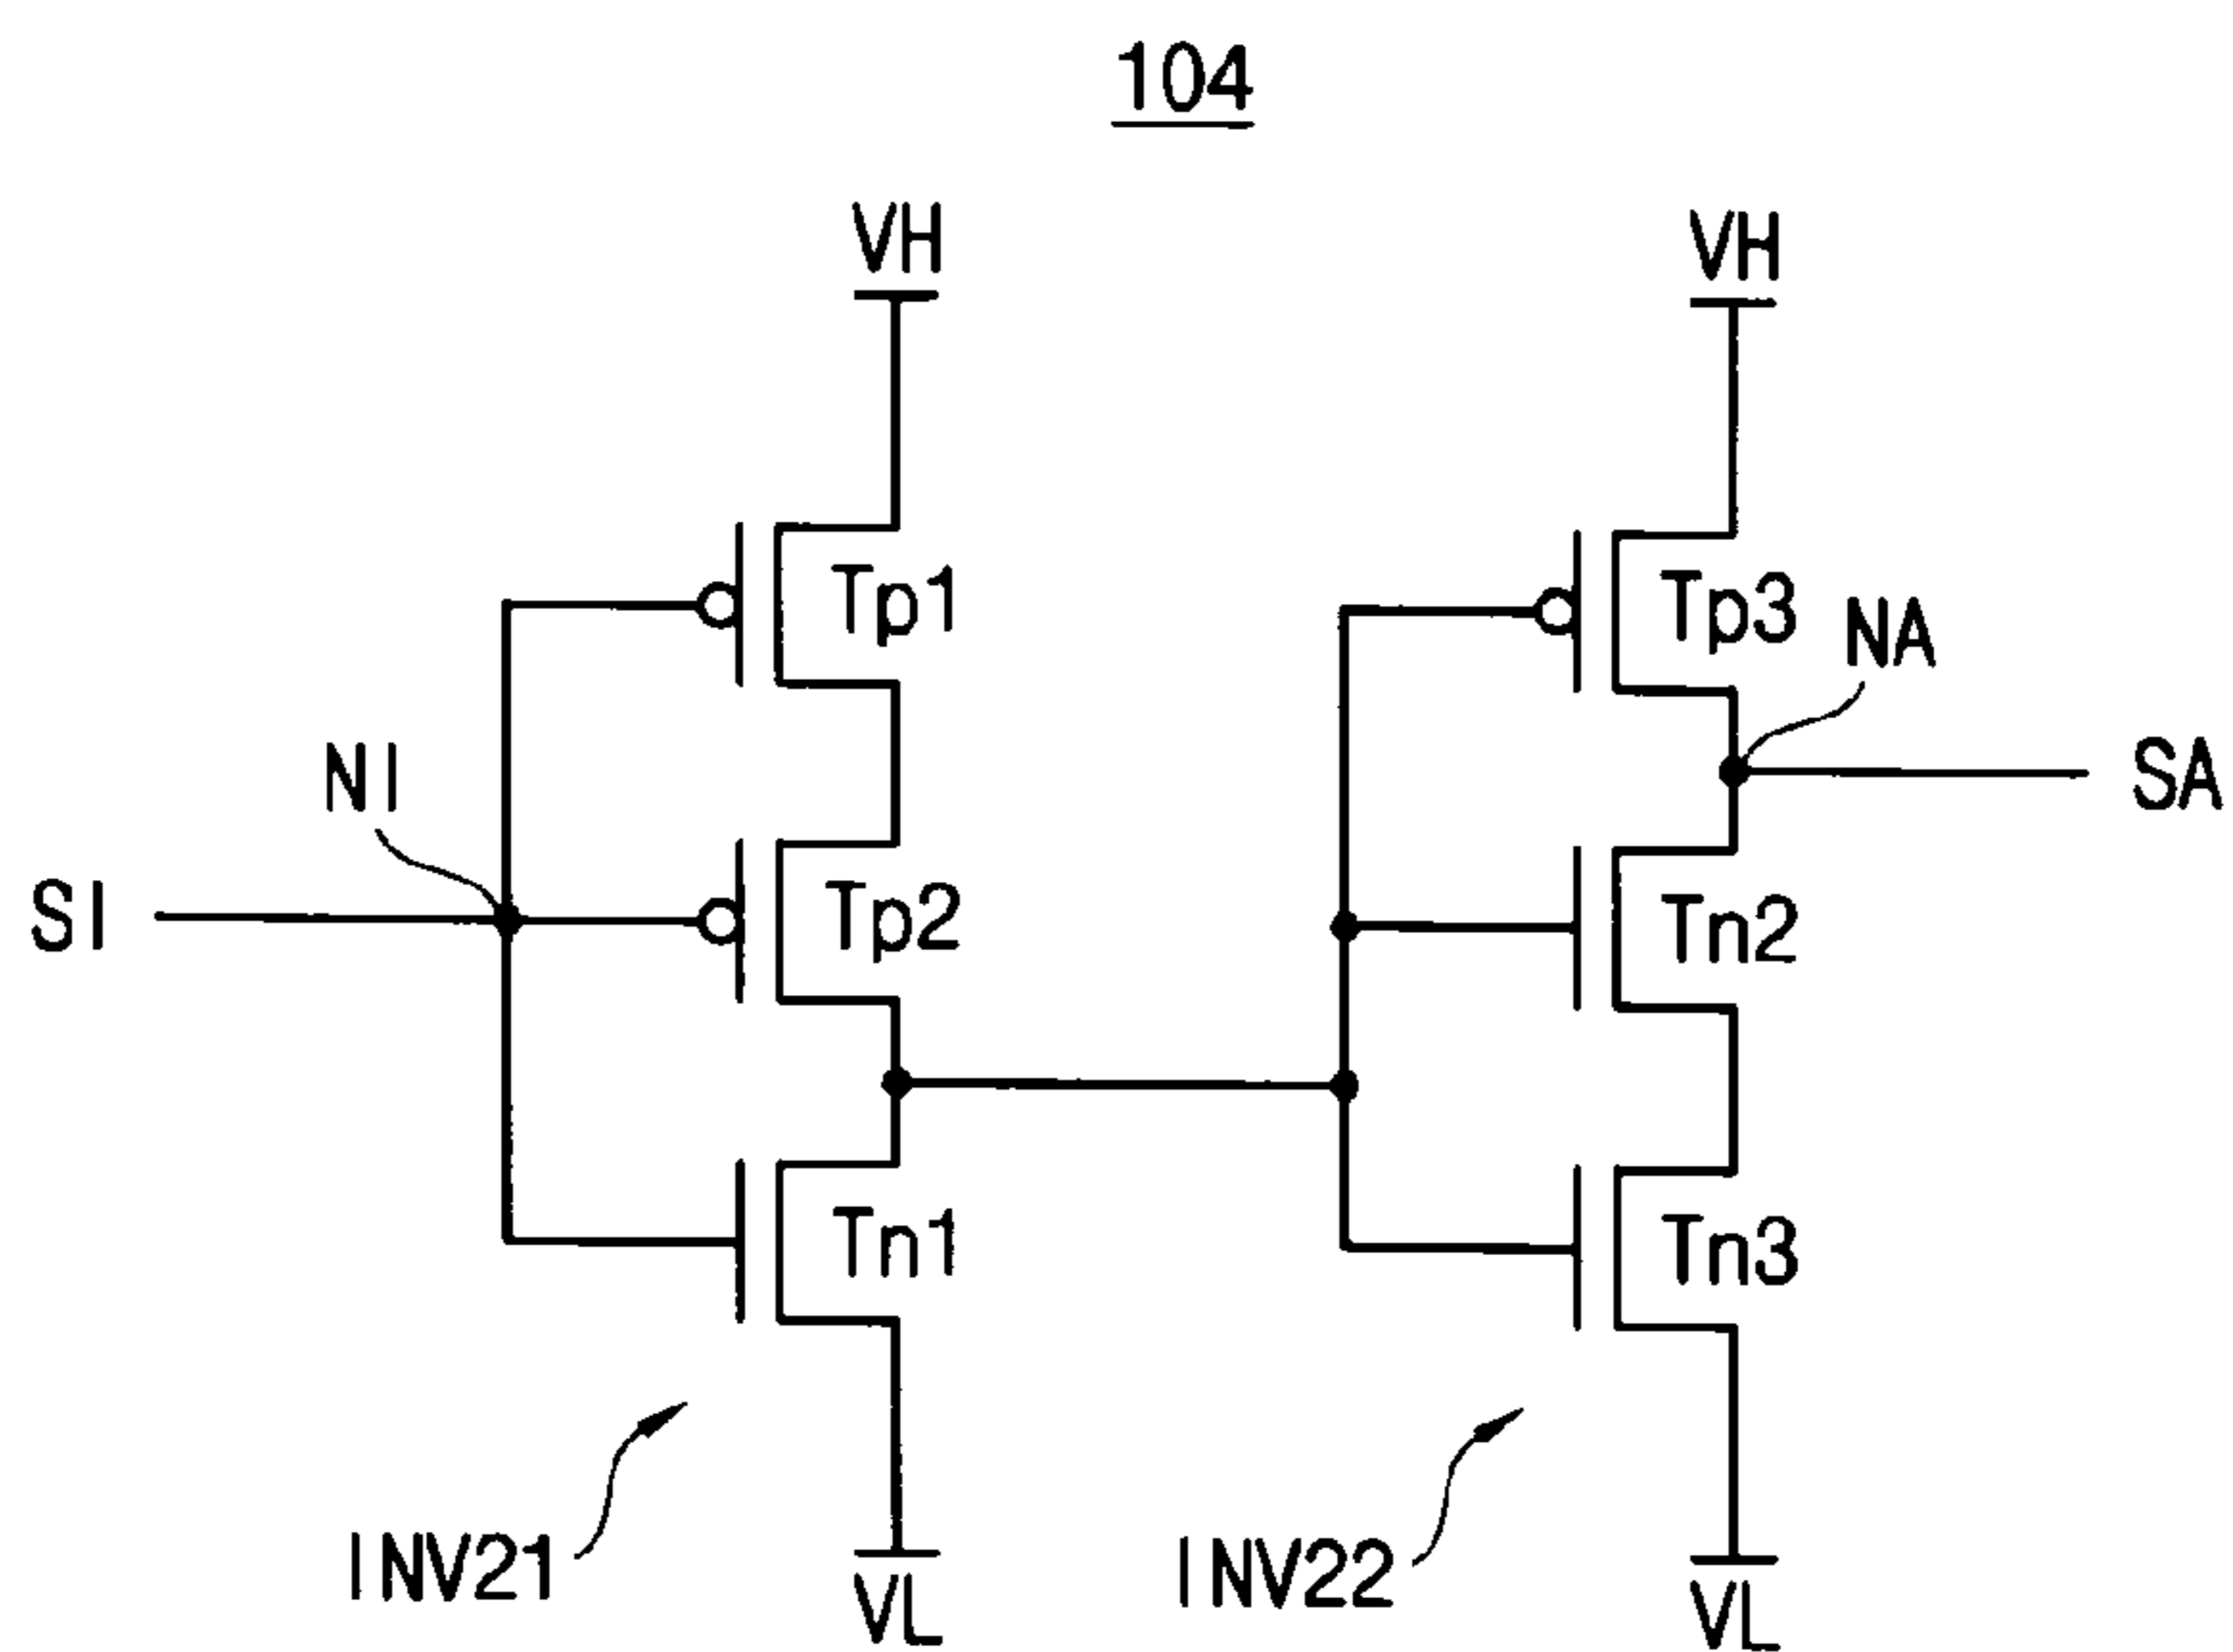 104
VH
VH
Tp1
Tp3
NA
NI
SA
SI
Tp2
Tn2
Tn1
Tn3
INV21
INV22
VL
VL